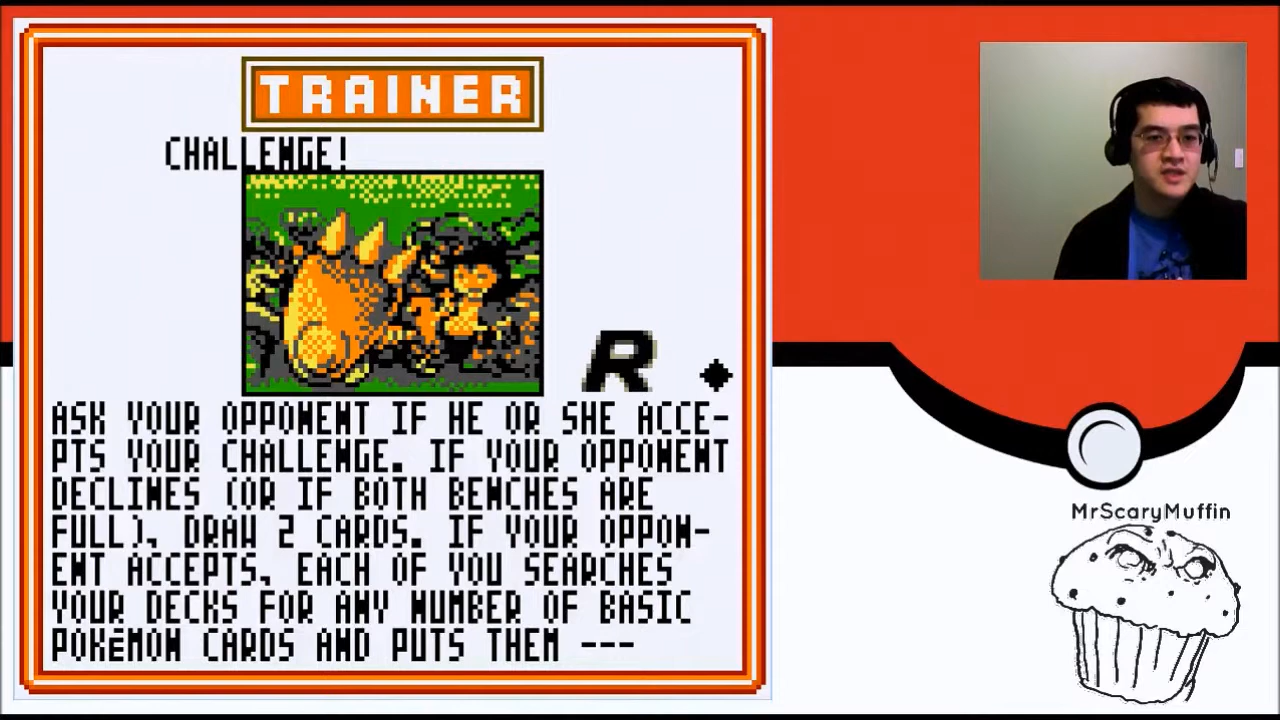 TRAINER
CHALLENGE!
R
ASK YOUR OPPONENT IF HE OR SHE ACCE-
PTS YOUR CHALLENGE. IF YOUR OPPONENT
DECLINES (OR IF BOTH BENCHES ARE
FULL), DRAW 2 CARDS. IF YOUR OPPON-
ENT ACCEPTS, EACH OF YOU SEARCHES
YOUR DECKS FOR ANY NUMBER OF BASIC
POKéMON CARDS AND PUTS THEM ---
MrScaryMuffin